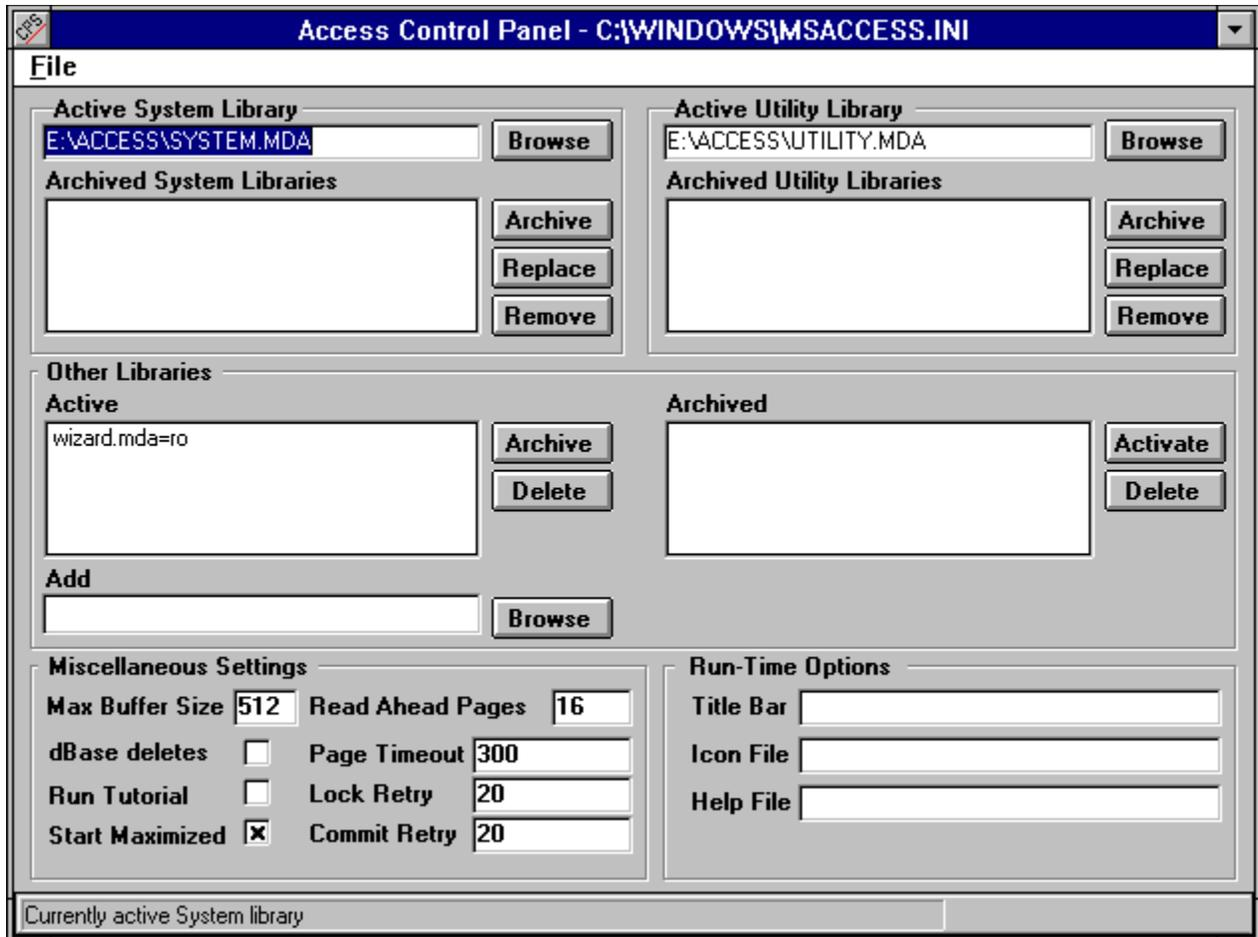 CPS
Access Control Panel - C:\WINDOWS\MSACCESS.INI
File
Active System Library
E:\ACCESS\SYSTEM.MDA
Browse
Archived System Libraries
Archive
Replace
Remove
Active Utility Library
E:\ACCESS\UTILITY.MDA
Browse
Archived Utility Libraries
Archive
Replace
Remove
Other Libraries
Active
wizard.mda=ro
Archive
Delete
Archived
Activate
Delete
Add
Browse
Miscellaneous Settings
Max Buffer Size 512 Read Ahead Pages 16
dBase deletes Page Timeout 300
Run Tutorial Lock Retry 20
Start Maximized Commit Retry 20
Run-Time Options
Title Bar
Icon File
Help File
Currently active System library